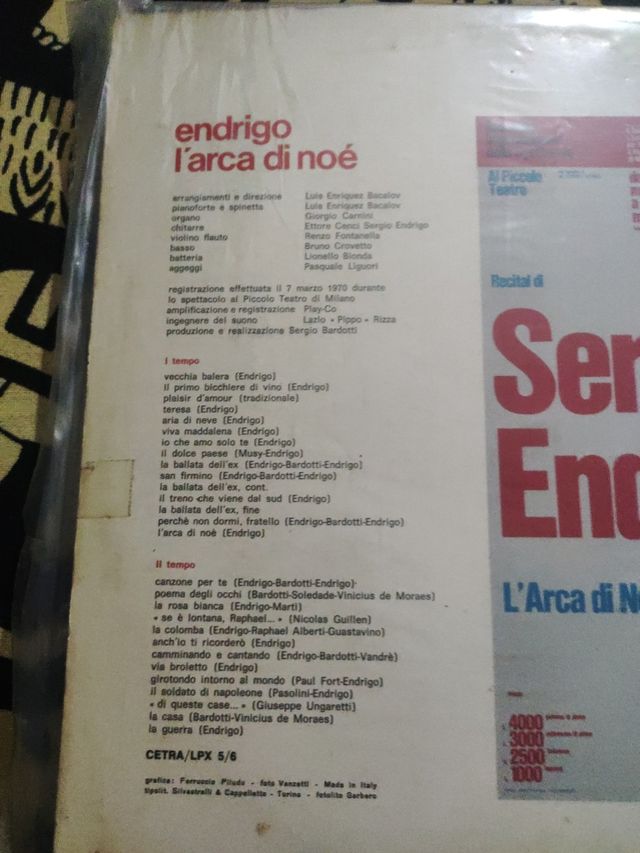 endrigo
l'arca di noé
arrangiamenti e direzione Luis Enriquez Bacalov
pianoforte e spinetta Luis Enriquez Bacalov
organo Giorgio Carnini
chitarre Ettore Cenci Sergio Endrigo
violino flauto Renzo Fontanella
basso Bruno Crovetto
batteria Lionello Bionda
aggeggi Pasquale Liguori
registrazione effettuata il 7 marzo 1970 durante
lo spettacolo al Piccolo Teatro di Milano
amplificazione e registrazione Play-Co
ingegnere del suono Lazlo « Pippo » Rizza
produzione e realizzazione Sergio Bardotti
I tempo
vecchia balera (Endrigo)
il primo bicchiere di vino (Endrigo)
plaisir d'amour (tradizionale)
teresa (Endrigo)
aria di neve (Endrigo)
viva maddalena (Endrigo)
io che amo solo te (Endrigo)
il dolce paese (Musy-Endrigo)
la ballata dell'ex (Endrigo-Bardotti-Endrigo)
san firmino (Endrigo-Bardotti-Endrigo)
la ballata dell'ex, cont.
il treno che viene dal sud (Endrigo)
la ballata dell'ex, fine
perchè non dormi, fratello (Endrigo-Bardotti-Endrigo)
l'arca di noè (Endrigo)
II tempo
canzone per te (Endrigo-Bardotti-Endrigo)
poema degli occhi (Bardotti-Soledade-Vinicius de Moraes)
la rosa bianca (Endrigo-Marti)
« se è lontana, Raphael... » (Nicolas Guillen)
la colomba (Endrigo-Raphael Alberti-Guastavino)
anch'io ti ricorderò (Endrigo)
camminando e cantando (Endrigo-Bardotti-Vandrè)
via broletto (Endrigo)
girotondo intorno al mondo (Paul Fort-Endrigo)
il soldato di napoleone (Pasolini-Endrigo)
« di queste case... » (Giuseppe Ungaretti)
la casa (Bardotti-Vinicius de Moraes)
la guerra (Endrigo)
CETRA/LPX 5/6
grafica: Ferruccio Piludu - foto Vanzetti - Made in Italy
tipolit. Silvestrelli & Cappelletto - Torino - fotolito Garbero
Al Piccolo
Teatro
Recital di
Ser
End
L'Arca di N
4000
3000
2500
1000